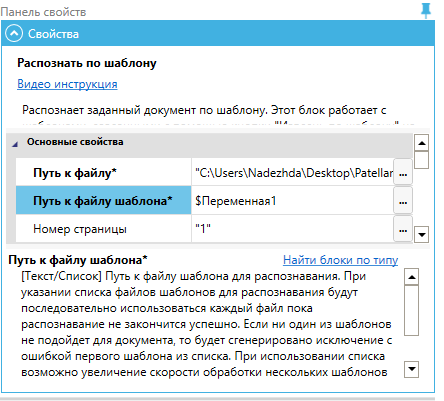 Панель свойств
Свойства
Распознать по шаблону
Видео инструкция
Распознает заданный документ по шаблону. Этот блок работает с
Основные свойства
Путь к файлу* "C:\Users\Nadezhda\Desktop\Patellar ...
Путь к файлу шаблона* $Переменная1 ...
Номер страницы "1" ...
Путь к файлу шаблона* Найти блоки по типу
[Текст/Список] Путь к файлу шаблона для распознавания. При
указании списка файлов шаблонов для распознавания будут
последовательно использоваться каждый файл пока
распознавание не закончится успешно. Если ни один из шаблонов
не подойдет для документа, то будет сгенерировано исключение с
ошибкой первого шаблона из списка. При использовании списка
возможно увеличение скорости обработки нескольких шаблонов